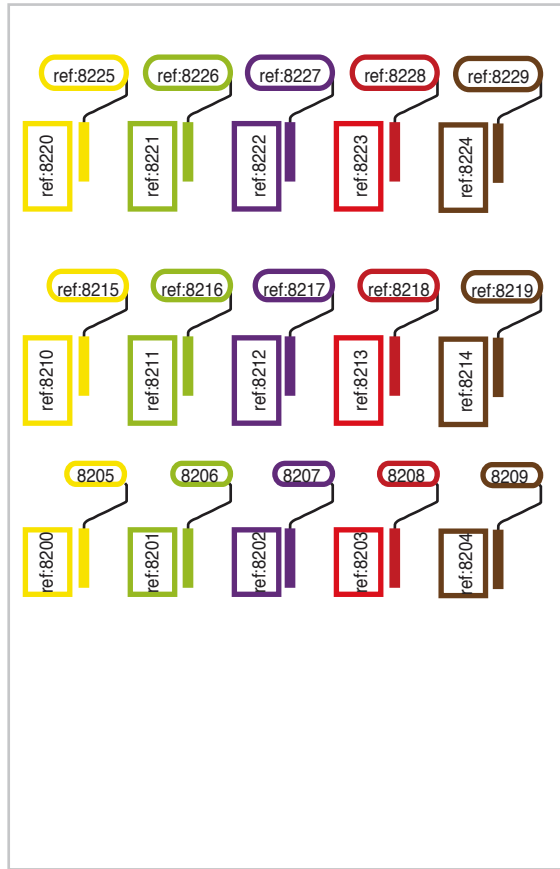 ref:8225 ref:8226 ref:8227 ref:8228 ref:8229
ref:8220 ref:8221 ref:8222 ref:8223 ref:8224
ref:8215 ref:8216 ref:8217 ref:8218 ref:8219
ref:8210 ref:8211 ref:8212 ref:8213 ref:8214
8205 8206 8207 8208 8209
ref:8200 ref:8201 ref:8202 ref:8203 ref:8204